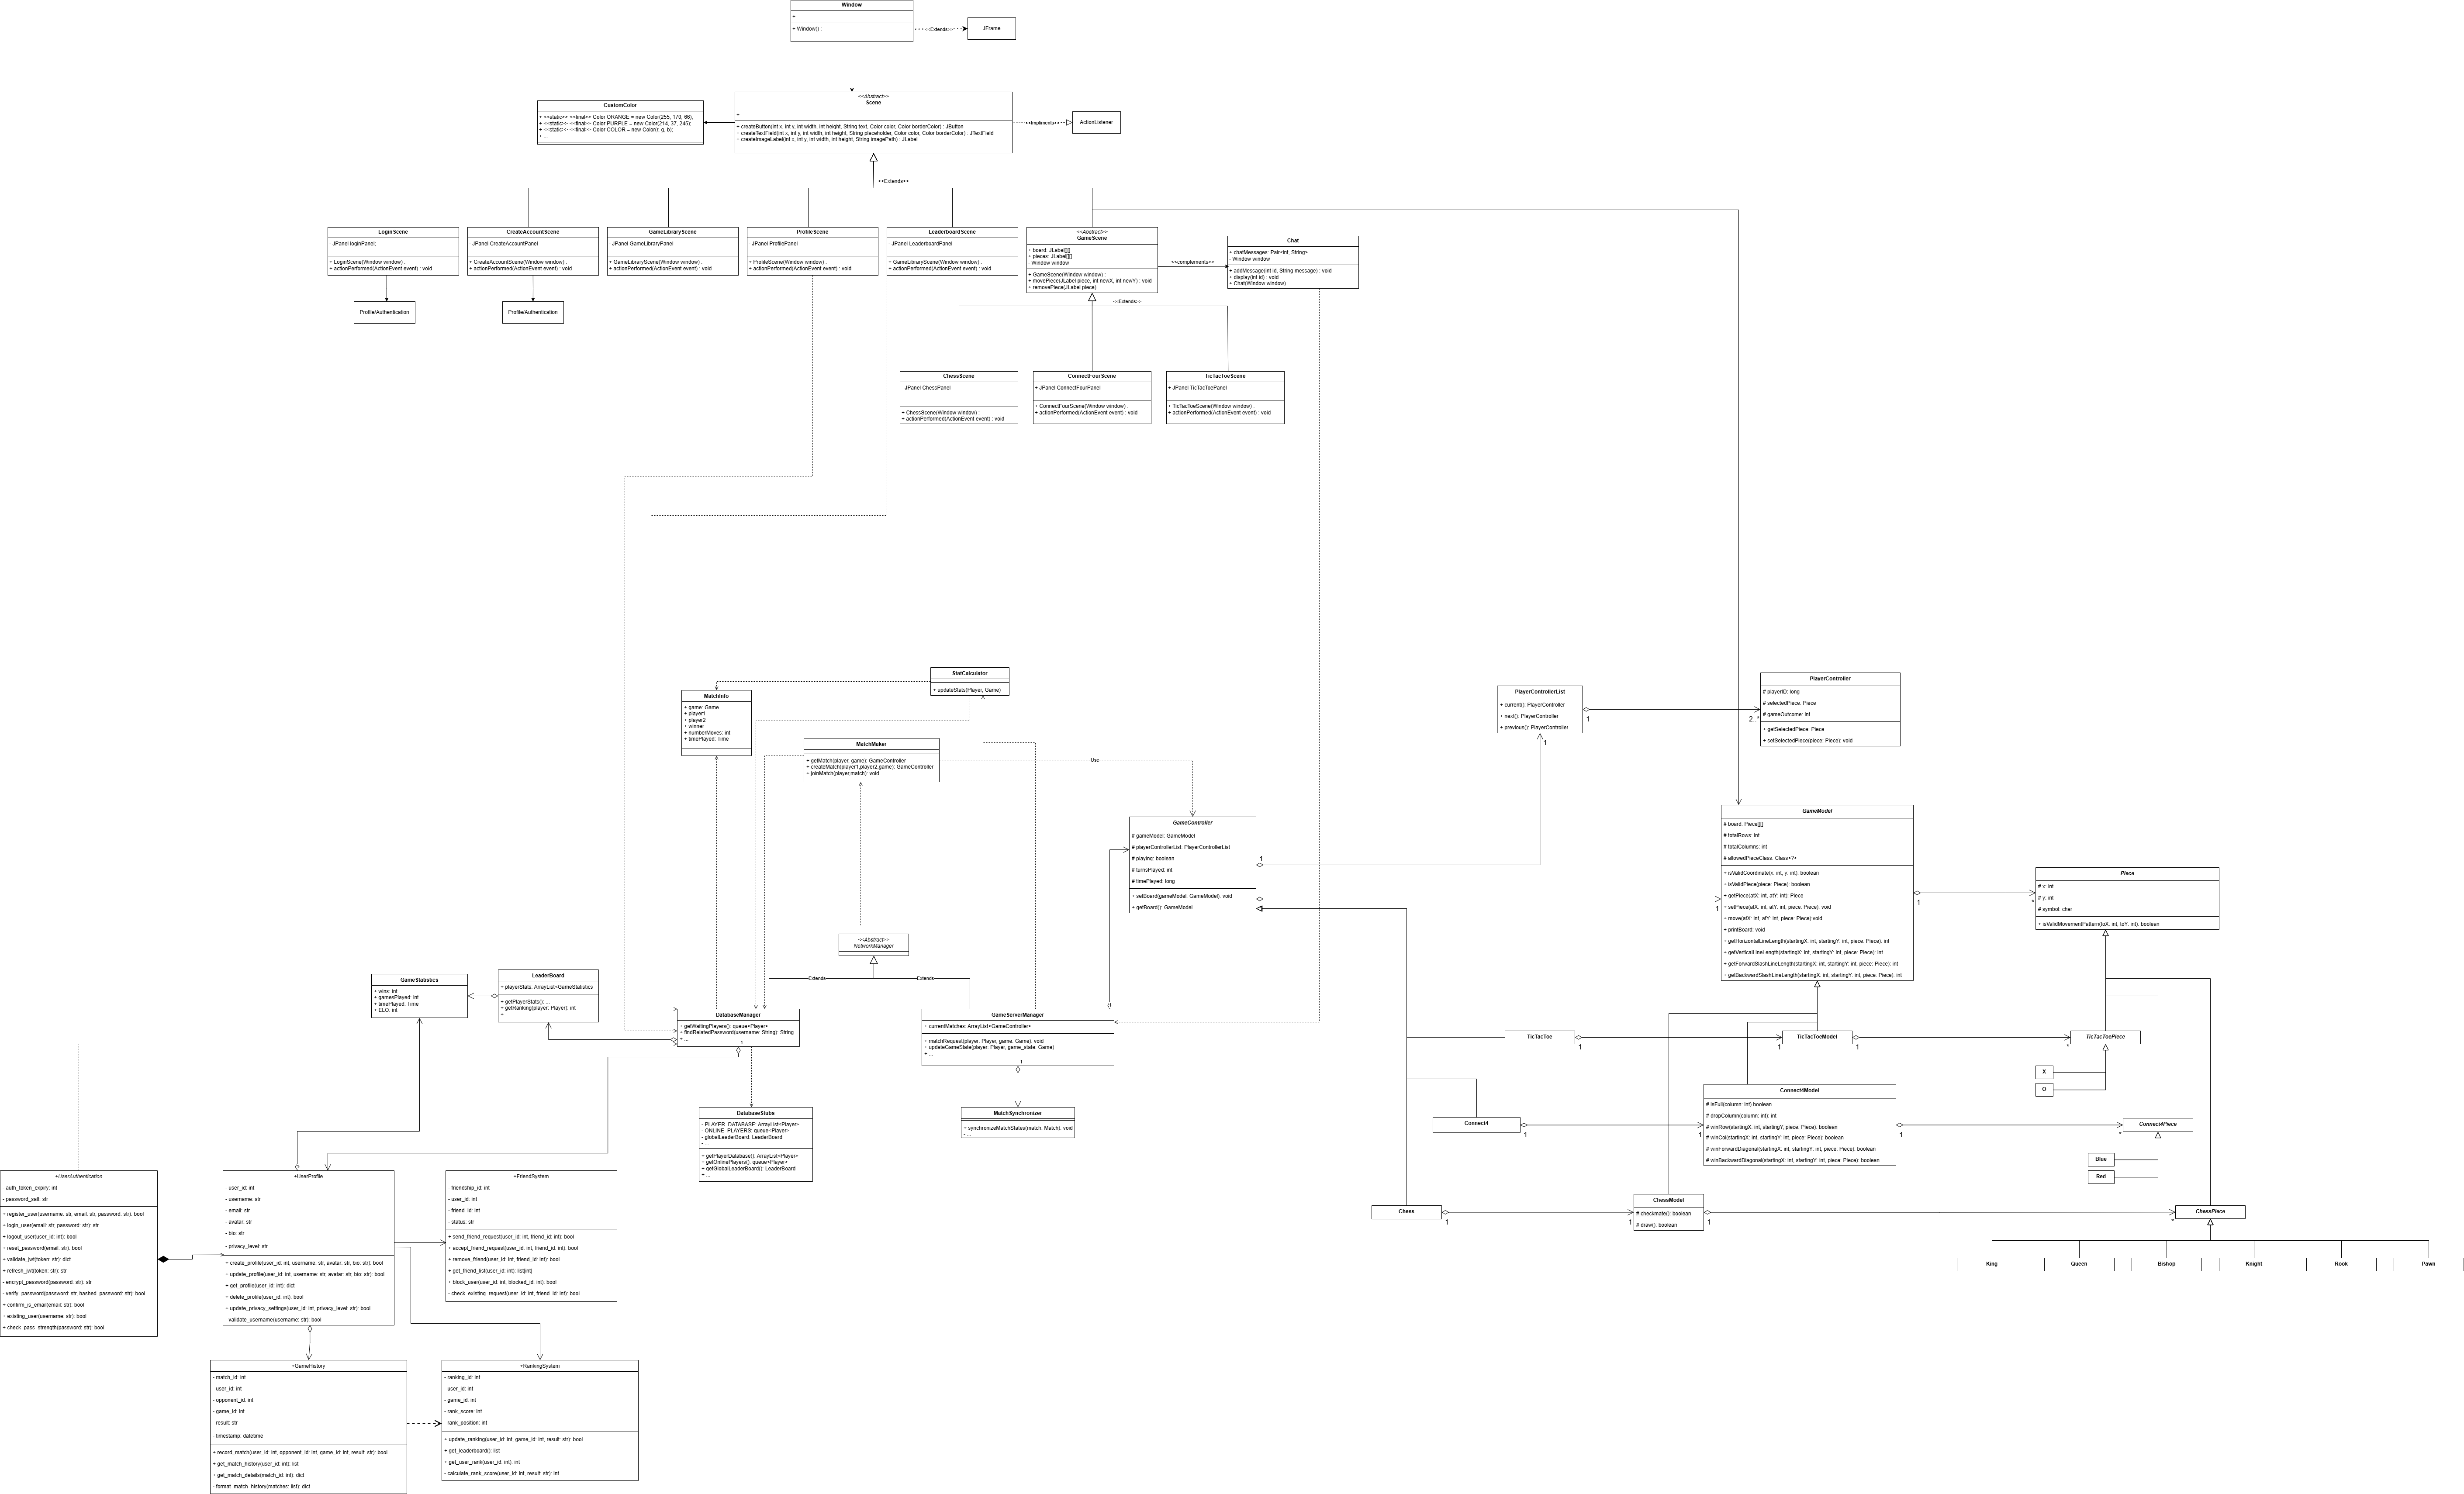 Window
+
+ Window() :
<<Extends>>
JFrame
<<Abstract>>
Scene
+
+ createButton(int x, int y, int width, int height, String text, Color color, Color borderColor) : JButton
+ createTextField(int x, int y, int width, int height, String placeholder, Color color, Color borderColor) : JTextField
+ createImageLabel(int x, int y, int width, int height, String imagePath) : JLabel
CustomColor
+ <<static>> <<final>> Color ORANGE = new Color(255, 170, 66);
+ <<static>> <<final>> Color PURPLE = new Color(214, 37, 245);
+ <<static>> <<final>> Color COLOR = new Color(r, g, b);
+ ...
<<Impliments>>
ActionListener
<<Extends>>
LoginScene
- JPanel loginPanel;
+ LoginScene(Window window) :
+ actionPerformed(ActionEvent event) : void
CreateAccountScene
- JPanel CreateAccountPanel
+ CreateAccountScene(Window window) :
+ actionPerformed(ActionEvent event) : void
GameLibraryScene
- JPanel GameLibraryPanel
+ GameLibraryScene(Window window) :
+ actionPerformed(ActionEvent event) : void
ProfileScene
- JPanel ProfilePanel
+ ProfileScene(Window window) :
+ actionPerformed(ActionEvent event) : void
LeaderboardScene
- JPanel LeaderboardPanel
+ GameLibraryScene(Window window) :
+ actionPerformed(ActionEvent event) : void
<<Abstract>>
GameScene
+ board: JLabel[][]
+ pieces: JLabel[][]
- Window window
+ GameScene(Window window) :
+ movePiece(JLabel piece, int newX, int newY) : void
+ removePiece(JLabel piece)
<<complements>>
Chat
+ chatMessages: Pair<int, String>
- Window window
+ addMessage(int id, String message) : void
+ display(int id) : void
+ Chat(Window window)
Profile/Authentication
Profile/Authentication
<<Extends>>
ChessScene
- JPanel ChessPanel
+ ChessScene(Window window) :
+ actionPerformed(ActionEvent event) : void
ConnectFourScene
+ JPanel ConnectFourPanel
+ ConnectFourScene(Window window) :
+ actionPerformed(ActionEvent event) : void
TicTacToeScene
+ JPanel TicTacToePanel
+ TicTacToeScene(Window window) :
+ actionPerformed(ActionEvent event) : void
StatCalculator
+ updateStats(Player, Game)
MatchInfo
+ game: Game
+ player1
+ player2
+ winner
+ numberMoves: int
+ timePlayed: Time
MatchMaker
+ getMatch(player, game): GameController
+ createMatch(player1,player2,game): GameController
+ joinMatch(player,match): void
Use
PlayerControllerList
+ current(): PlayerController
+ next(): PlayerController
+ previous(): PlayerController
1
2..*
1
PlayerController
# playerID: long
# selectedPiece: Piece
# gameOutcome: int
+ getSelectedPiece: Piece
+ setSelectedPiece(piece: Piece): void
GameController
# gameModel: GameModel
# playerControllerList: PlayerControllerList
# playing: boolean
# turnsPlayed: int
# timePlayed: long
+ setBoard(gameModel: GameModel): void
+ getBoard(): GameModel
1
1
GameModel
# board: Piece[][]
# totalRows: int
# totalColumns: int
# allowedPieceClass: Class<?>
+ isValidCoordinate(x: int, y: int): boolean
+ isValidPiece(piece: Piece): boolean
+ getPiece(atX: int, atY: int): Piece
+ setPiece(atX: int, atY: int, piece: Piece): void
+ move(atX: int, atY: int, piece: Piece):void
+ printBoard: void
+ getHorizontalLineLength(startingX: int, startingY: int, piece: Piece): int
+ getVerticalLineLength(startingX: int, startingY: int, piece: Piece): int
+ getForwardSlashLineLength(startingX: int, startingY: int, piece: Piece): int
+ getBackwardSlashLineLength(startingX: int, startingY: int, piece: Piece): int
1
*
Piece
# x: int
# y: int
# symbol: char
+ isValidMovementPattern(toX: int, toY: int): boolean
<<Abstract>>
NetworkManager
Extends
Extends
GameStatistics
+ wins: int
+ gamesPlayed: int
+ timePlayed: Time
+ ELO: int
LeaderBoard
+ playerStats: ArrayList<GameStatistics
+ getPlayerStats(): ...
+ getRanking(player: Player): int
+ ...
DatabaseManager
+ getWaitingPlayers(): queue<Player>
+ findRelatedPassword(username: String): String
+ ...
1
GameServerManager
+ currentMatches: ArrayList<GameController>
+ matchRequest(player: Player, game: Game): void
+ updateGameState(player: Player, game_state: Game)
+ ...
1
1
TicTacToe
1
1
TicTacToeModel
1
*
TicTacToePiece
X
O
DatabaseStubs
- PLAYER_DATABASE: ArrayList<Player>
- ONLINE_PLAYERS: queue<Player>
- globalLeaderBoard: LeaderBoard
- ...
+ getPlayerDatabase(): ArrayList<Player>
+ getOnlinePlayers(): queue<Player>
+ getGlobalLeaderBoard(): LeaderBoard
+ ...
MatchSynchronizer
+ synchronizeMatchStates(match: Match): void
- ...
Connect4
1
1
Connect4Model
# isFull(column: int) boolean
# dropColumn(column: int): int
# winRow(startingX: int, startingY, piece: Piece): boolean
# winCol(startingX: int, startingY: int, piece: Piece): boolean
# winForwardDiagonal(startingX: int, startingY: int, piece: Piece): boolean
# winBackwardDiagonal(startingX: int, startingY: int, piece: Piece): boolean
1
*
Connect4Piece
Blue
Red
Chess
1
1
ChessModel
# checkmate(): boolean
# draw(): boolean
1
*
ChessPiece
King
Queen
Bishop
Knight
Rook
Pawn
+UserAuthentication
- auth_token_expiry: int
- password_salt: str
+ register_user(username: str, email: str, password: str): bool
+ login_user(email: str, password: str): str
+ logout_user(user_id: int): bool
+ reset_password(email: str): bool
+ validate_jwt(token: str): dict
+ refresh_jwt(token: str): str
- encrypt_password(password: str): str
- verify_password(password: str, hashed_password: str): bool
+ confirm_is_email(email: str): bool
+ existing_user(username: str): bool
+ check_pass_strength(password: str): bool
1
+UserProfile
- user_id: int
- username: str
- email: str
- avatar: str
- bio: str
- privacy_level: str
+ create_profile(user_id: int, username: str, avatar: str, bio: str): bool
+ update_profile(user_id: int, username: str, avatar: str, bio: str): bool
+ get_profile(user_id: int): dict
+ delete_profile(user_id: int): bool
+ update_privacy_settings(user_id: int, privacy_level: str): bool
- validate_username(username: str): bool
+FriendSystem
- friendship_id: int
- user_id: int
- friend_id: int
- status: str
+ send_friend_request(user_id: int, friend_id: int): bool
+ accept_friend_request(user_id: int, friend_id: int): bool
+ remove_friend(user_id: int, friend_id: int): bool
+ get_friend_list(user_id: int): list[int]
+ block_user(user_id: int, blocked_id: int): bool
- check_existing_request(user_id: int, friend_id: int): bool
+GameHistory
- match_id: int
- user_id: int
- opponent_id: int
- game_id: int
- result: str
- timestamp: datetime
+ record_match(user_id: int, opponent_id: int, game_id: int, result: str): bool
+ get_match_history(user_id: int): list
+ get_match_details(match_id: int): dict
- format_match_history(matches: list): dict
+RankingSystem
- ranking_id: int
- user_id: int
- game_id: int
- rank_score: int
- rank_position: int
+ update_ranking(user_id: int, game_id: int, result: str): bool
+ get_leaderboard(): list
+ get_user_rank(user_id: int): int
- calculate_rank_score(user_id: int, result: str): int